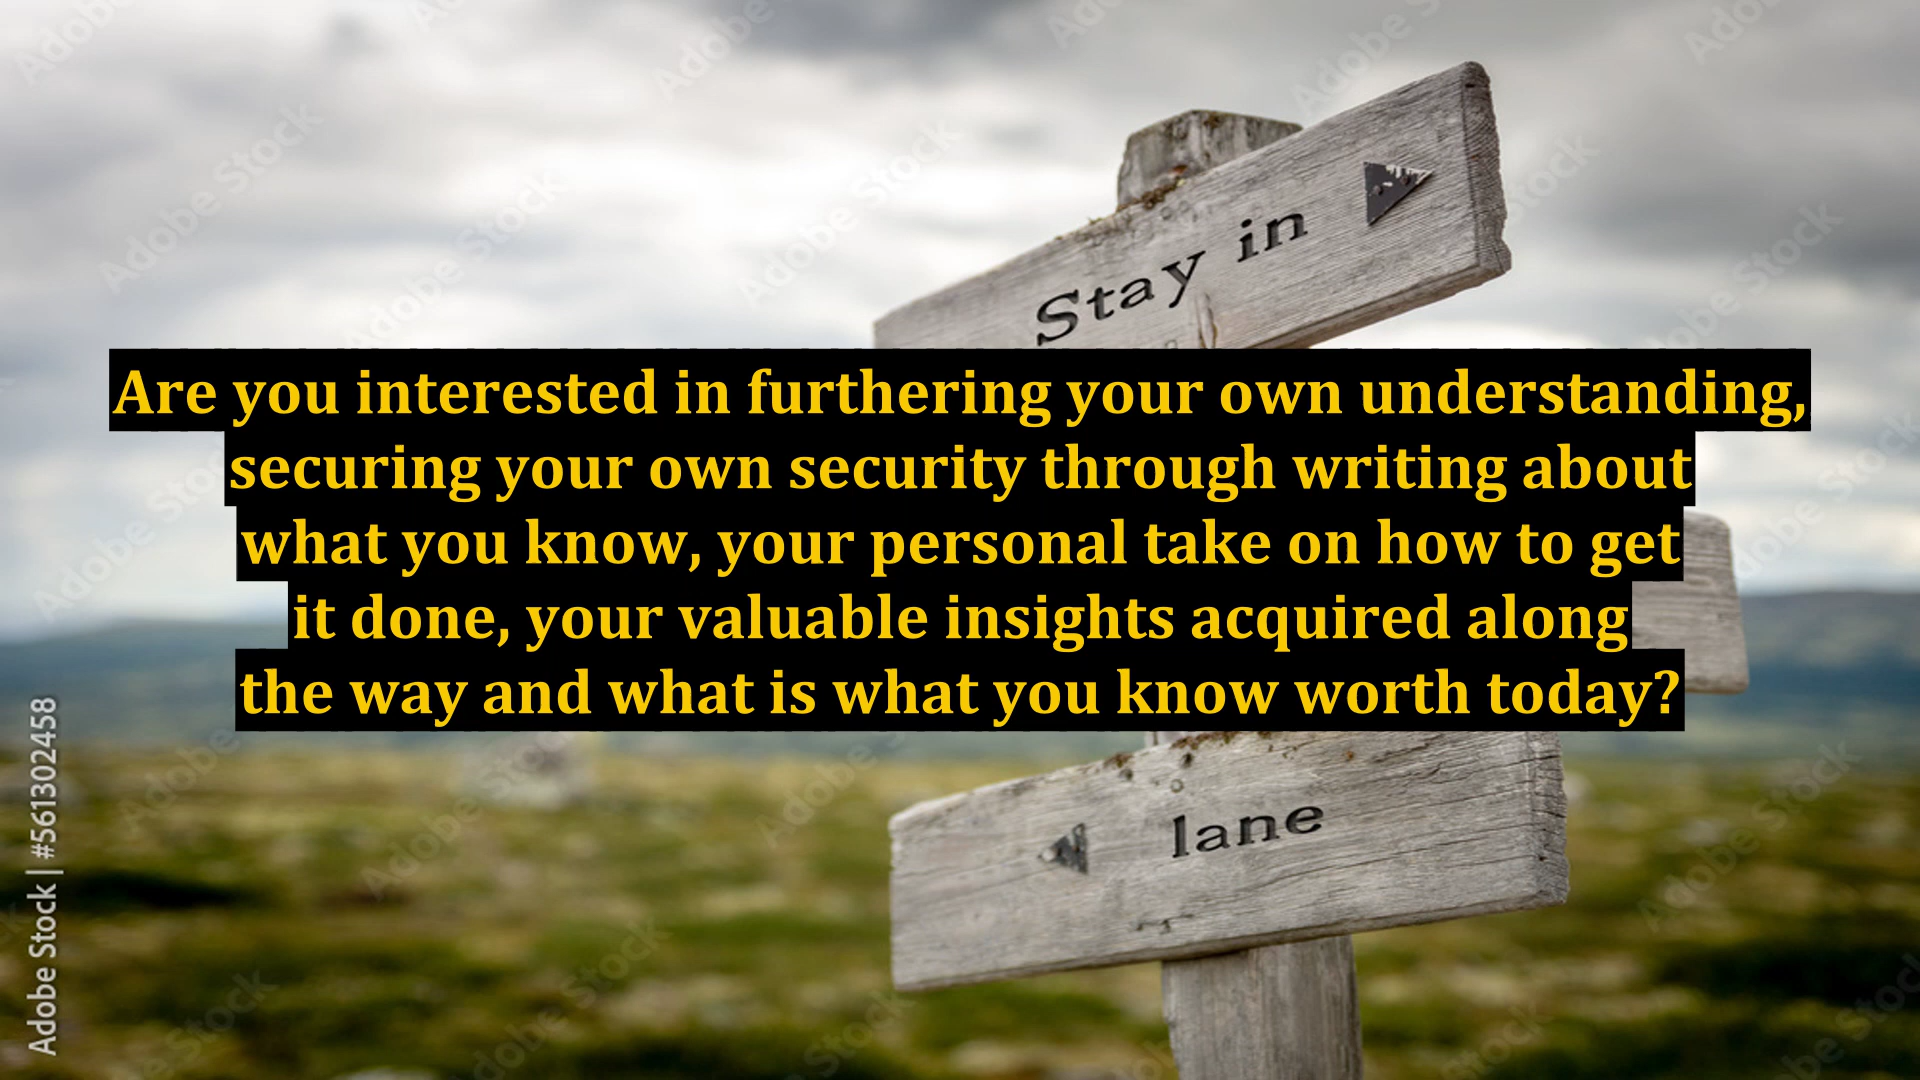 Stay in
Are you interested in furthering your own understanding,
securing your own security through writing about
what you know, your personal take on how to get
it done, your valuable insights acquired along
the way and what is what you know worth today?
lane
Adobe Stock | #561302458